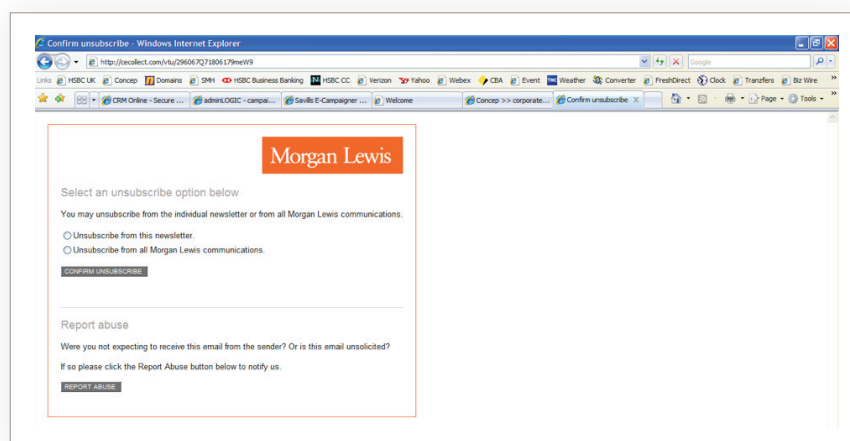 Confirm unsubscribe - Windows Internet Explorer
http://cecollect.com/vtu/296067Q71806179meW9
Google
Links HSBC UK Concep Domains SMH HSBC Business Banking HSBC CC Verizon Yahoo Webex CBA Event Weather Converter FreshDirect Clock Tranzfers Biz Wire »
CRM Online - Secure ... adminLOGIC - campai... Savills E-Campaigner ... Welcome Concep >> corporate... Confirm unsubscribe X Page Tools »
Morgan Lewis
Select an unsubscribe option below
You may unsubscribe from the individual newsletter or from all Morgan Lewis communications.
Unsubscribe from this newsletter.
Unsubscribe from all Morgan Lewis communications.
CONFIRM UNSUBSCRIBE
Report abuse
Were you not expecting to receive this email from the sender? Or is this email unsolicited?
If so please click the Report Abuse button below to notify us.
REPORT ABUSE